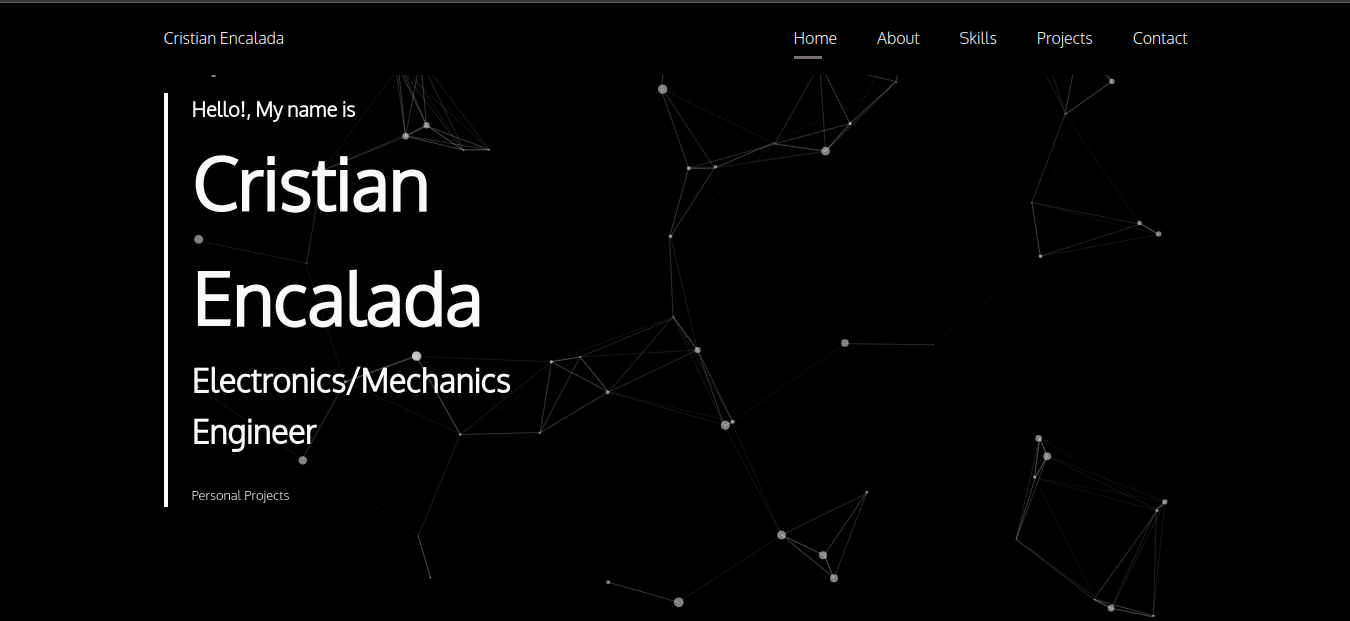 Cristian Encalada
Home
About
Skills
Projects
Contact
Hello!, My name is
Cristian
Encalada
Electronics/Mechanics
Engineer
Personal Projects